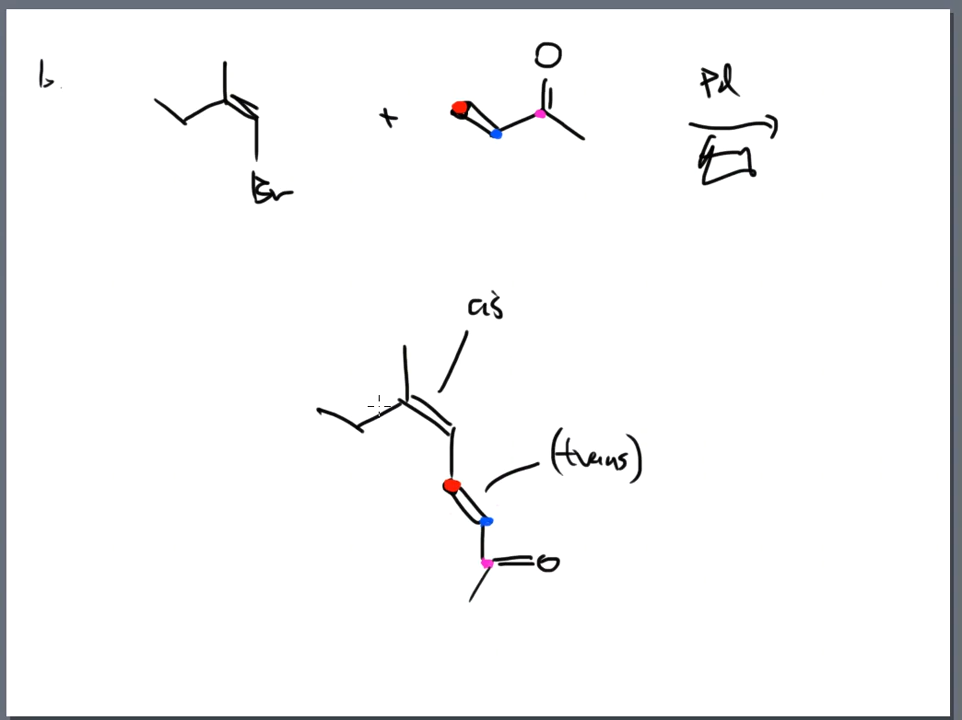 b.
O
+
Pd
Br
cis
(trans)
O